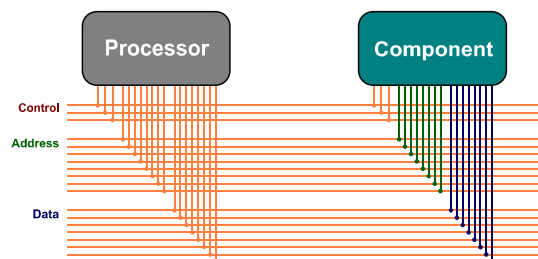 Processor
Component
Control
Address
Data